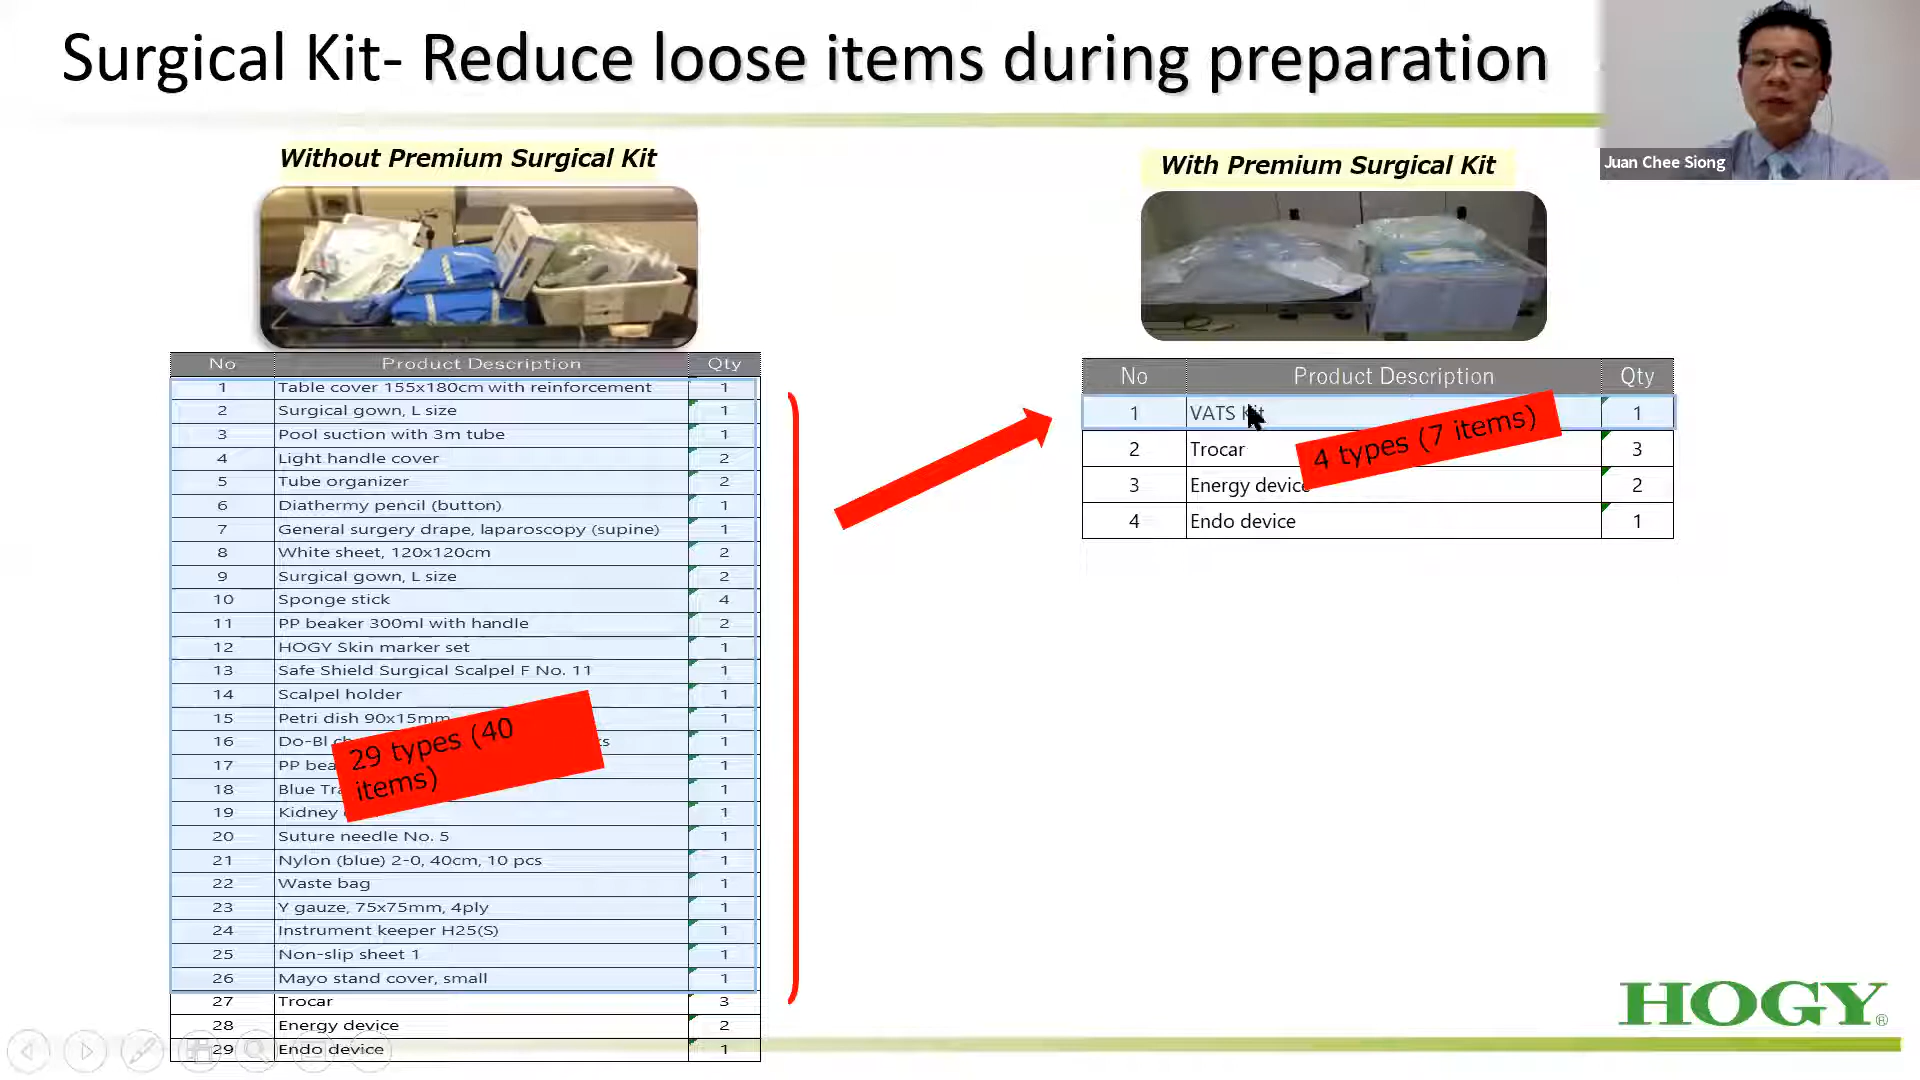 Surgical Kit- Reduce loose items during preparation
Juan Chee Siong
Without Premium Surgical Kit
No Product Description Qty
1 Table cover 155x180cm with reinforcement 1
2 Surgical gown, L size 1
3 Pool suction with 3m tube 1
4 Light handle cover 2
5 Tube organizer 2
6 Diathermy pencil (button) 1
7 General surgery drape, laparoscopy (supine) 1
8 White sheet, 120x120cm 2
9 Surgical gown, L size 2
10 Sponge stick 4
11 PP beaker 300ml with handle 2
12 HOGY Skin marker set 1
13 Safe Shield Surgical Scalpel F No. 11 1
14 Scalpel holder 1
15 Petri dish 90x15mm 1
16 Do-Bl 1
17 PP 1
18 Blue 1
19 Kidney 1
20 Suture needle No. 5 1
21 Nylon (blue) 2-0, 40cm, 10 pcs 1
22 Waste bag 1
23 Y gauze, 75x75mm, 4ply 1
24 Instrument keeper H25(S) 1
25 Non-slip sheet 1 1
26 Mayo stand cover, small 1
27 Trocar 3
28 Energy device 2
29 Endo device 1
29 types (40
items)
With Premium Surgical Kit
No Product Description Qty
1 VATS Kit 1
2 Trocar 3
3 Energy device 2
4 Endo device 1
4 types (7 items)
HOGY®